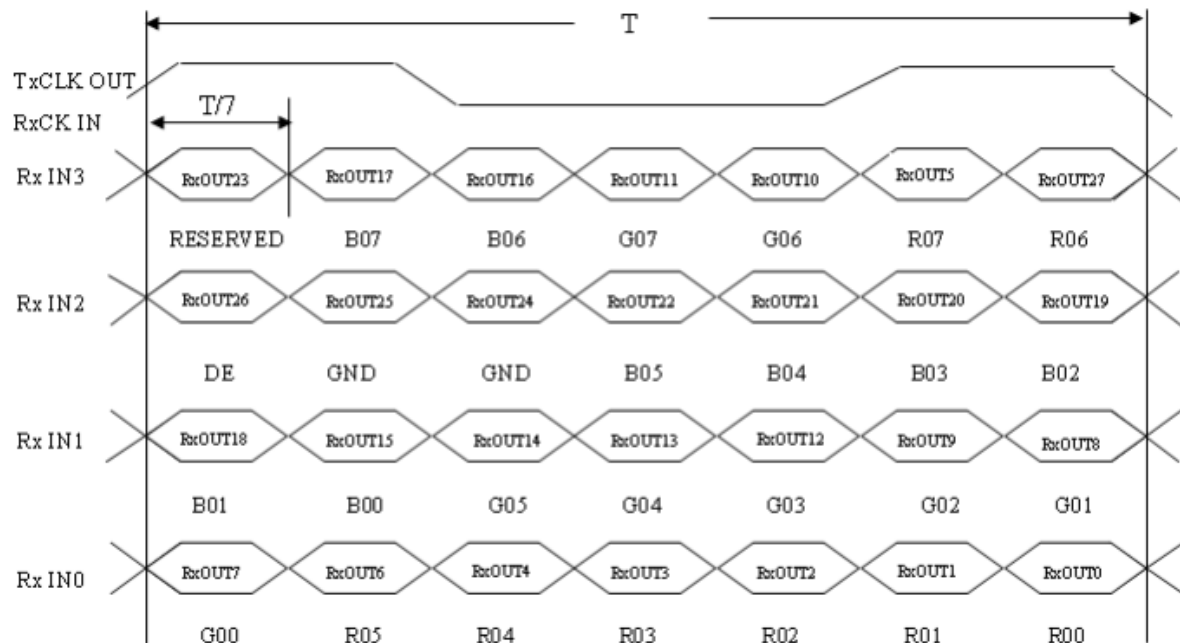 T
TxCLK OUT
T/7
RxCK IN
Rx IN3 RxOUT23 RxOUT17 RxOUT16 RxOUT11 RxOUT10 RxOUT5 RxOUT27
RESERVED B07 B06 G07 G06 R07 R06
Rx IN2 RxOUT26 RxOUT25 RxOUT24 RxOUT22 RxOUT21 RxOUT20 RxOUT19
DE GND GND B05 B04 B03 B02
Rx IN1 RxOUT18 RxOUT15 RxOUT14 RxOUT13 RxOUT12 RxOUT9 RxOUT8
B01 B00 G05 G04 G03 G02 G01
Rx IN0 RxOUT7 RxOUT6 RxOUT4 RxOUT3 RxOUT2 RxOUT1 RxOUT0
G00 R05 R04 R03 R02 R01 R00